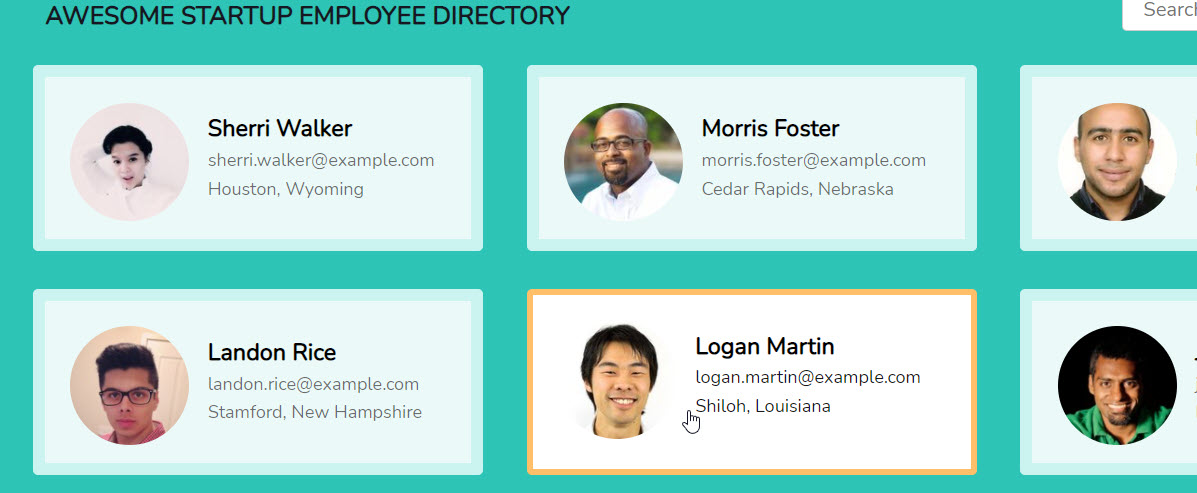 AWESOME STARTUP EMPLOYEE DIRECTORY
Search
Sherri Walker
sherri.walker@example.com
Houston, Wyoming
Morris Foster
morris.foster@example.com
Cedar Rapids, Nebraska
Landon Rice
landon.rice@example.com
Stamford, New Hampshire
Logan Martin
logan.martin@example.com
Shiloh, Louisiana